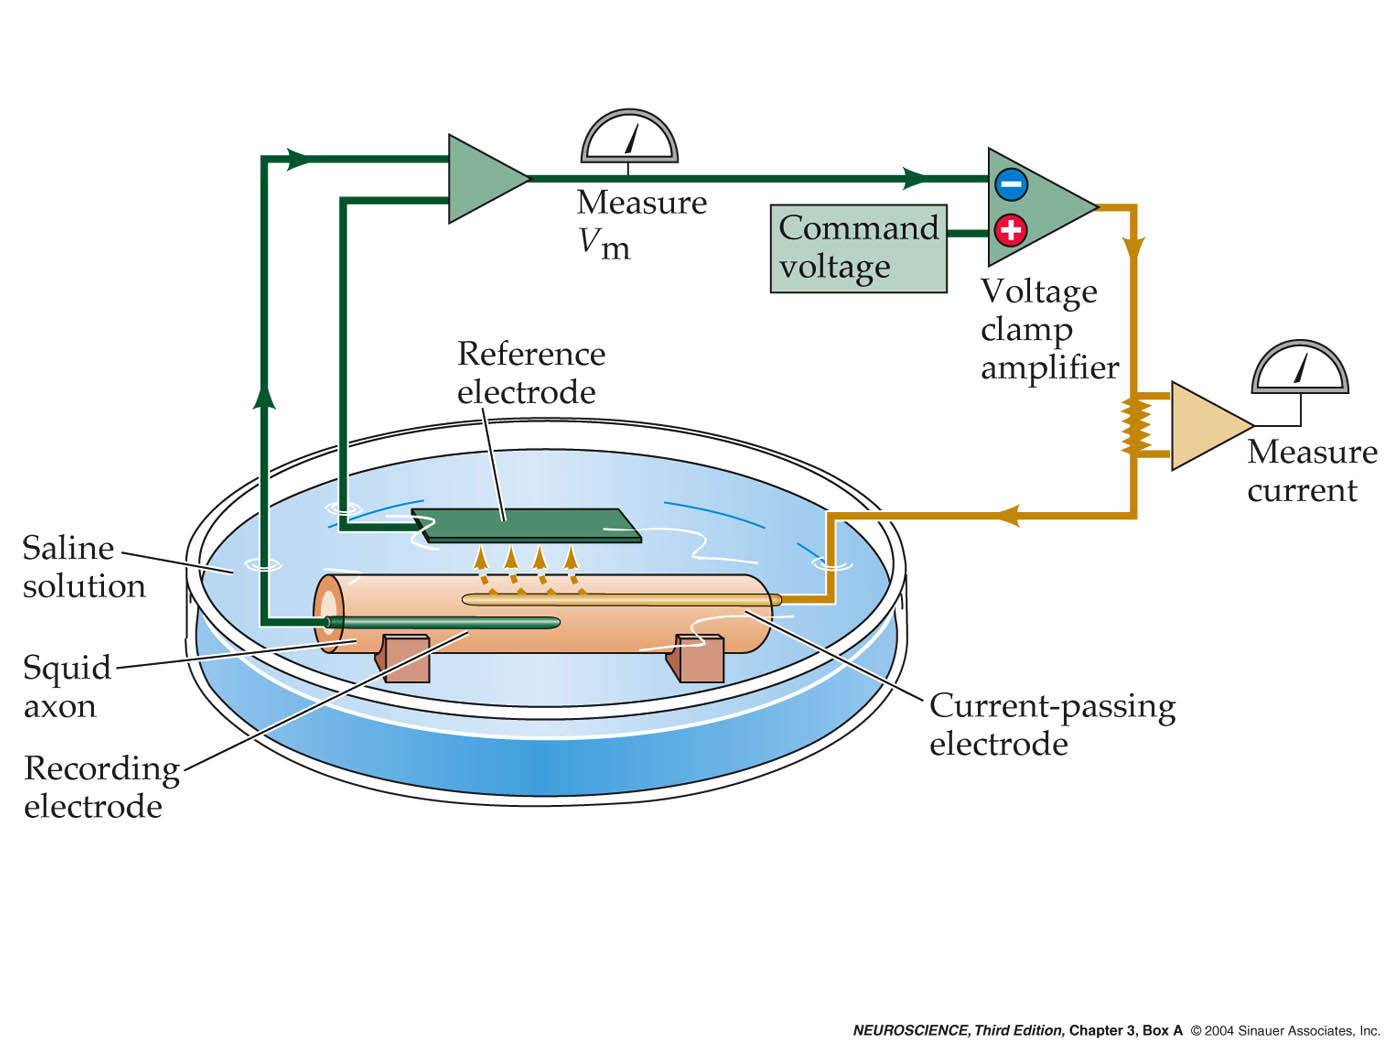 Measure
Vm
Command
voltage
−
+
Voltage
clamp
amplifier
Reference
electrode
Measure
current
Saline
solution
Squid
axon
Recording
electrode
Current-passing
electrode
NEUROSCIENCE, Third Edition, Chapter 3, Box A © 2004 Sinauer Associates, Inc.